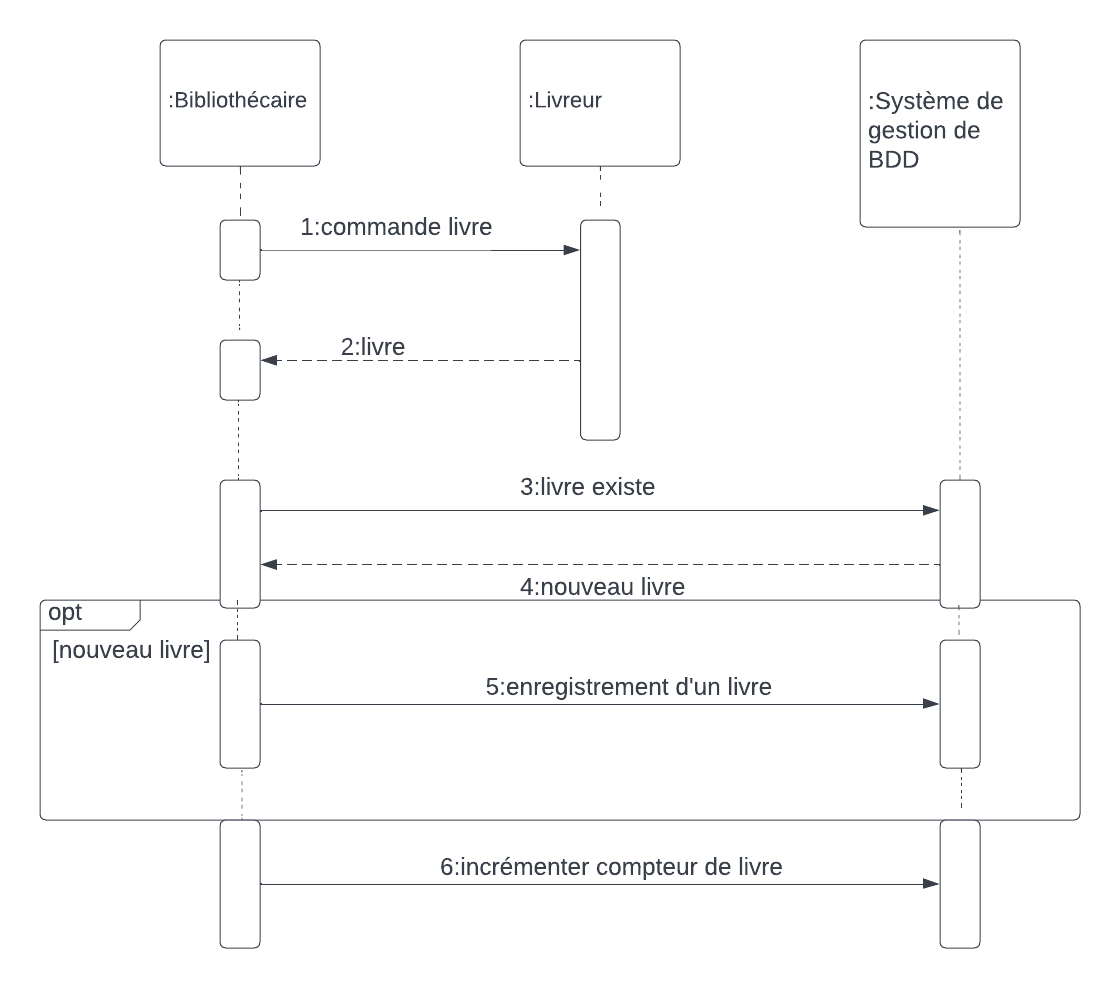 :Bibliothécaire
:Livreur
:Système de
gestion de
BDD
1:commande livre
2:livre
3:livre existe
4:nouveau livre
opt
[nouveau livre]
5:enregistrement d'un livre
6:incrémenter compteur de livre